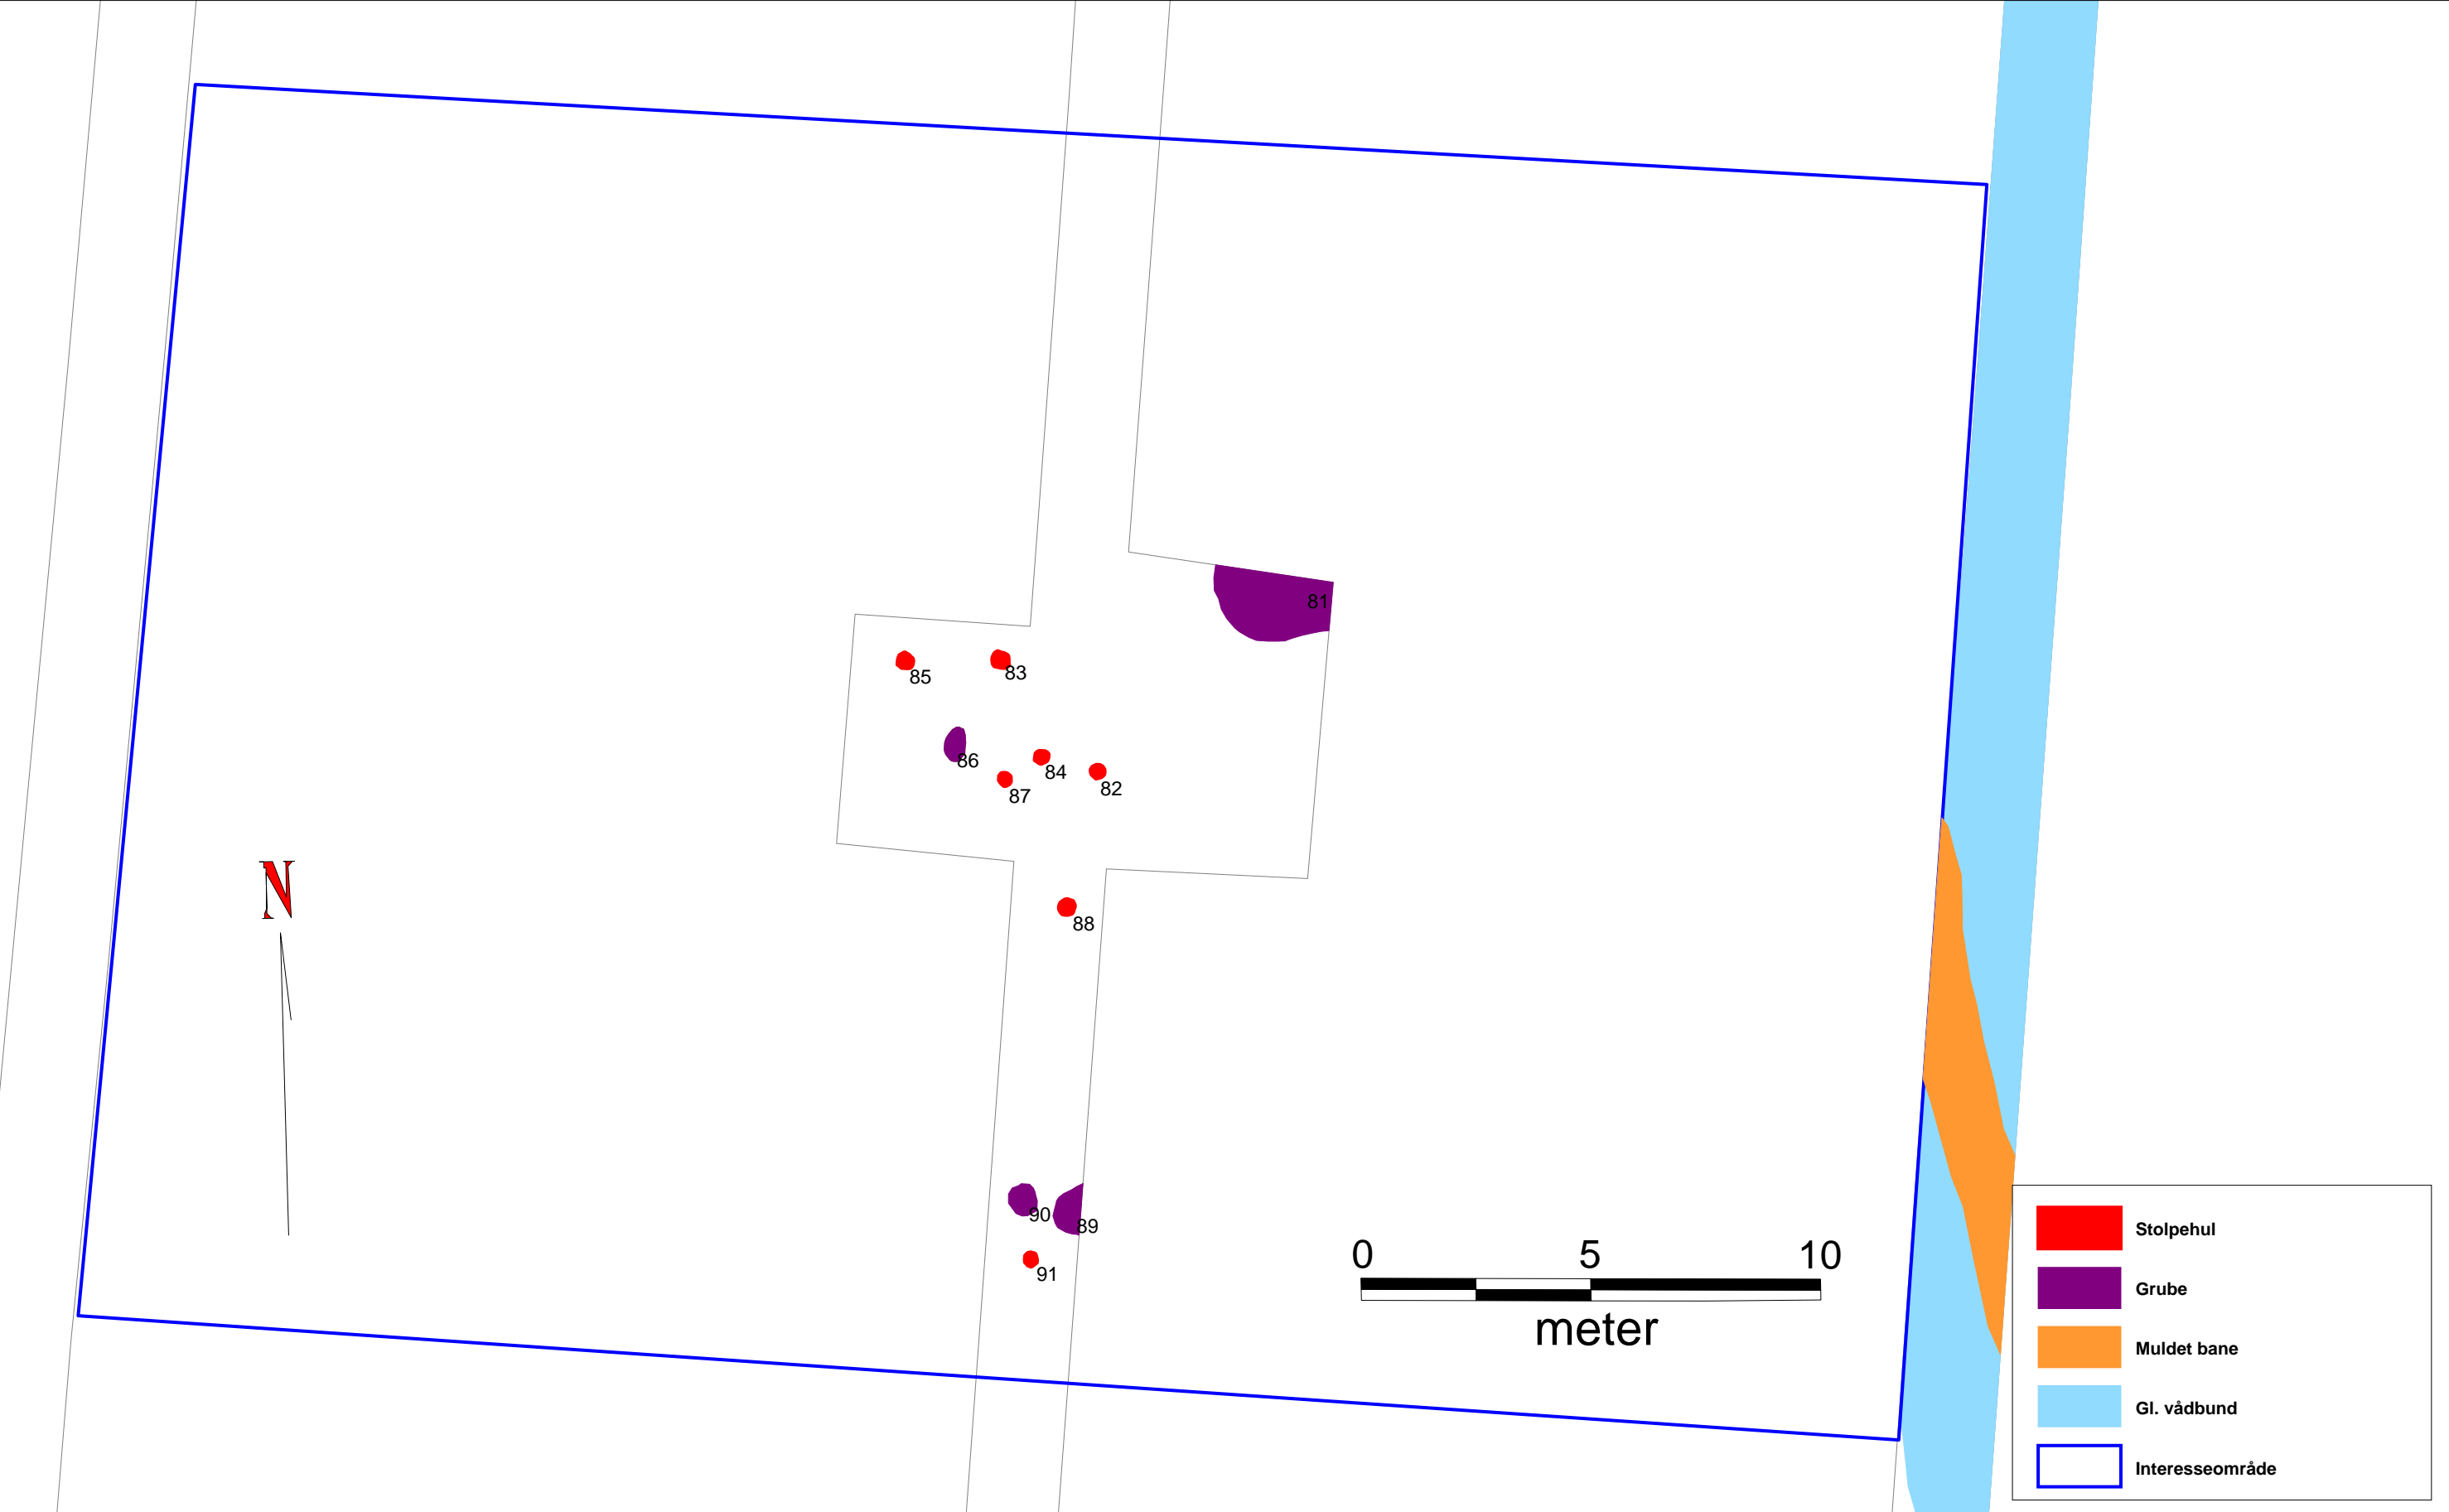 81
85
83
86
84
82
87
N
88
90
89
91
0 5 10
meter
Stolpehul
Grube
Muldet bane
Gl. vådbund
Interesseområde